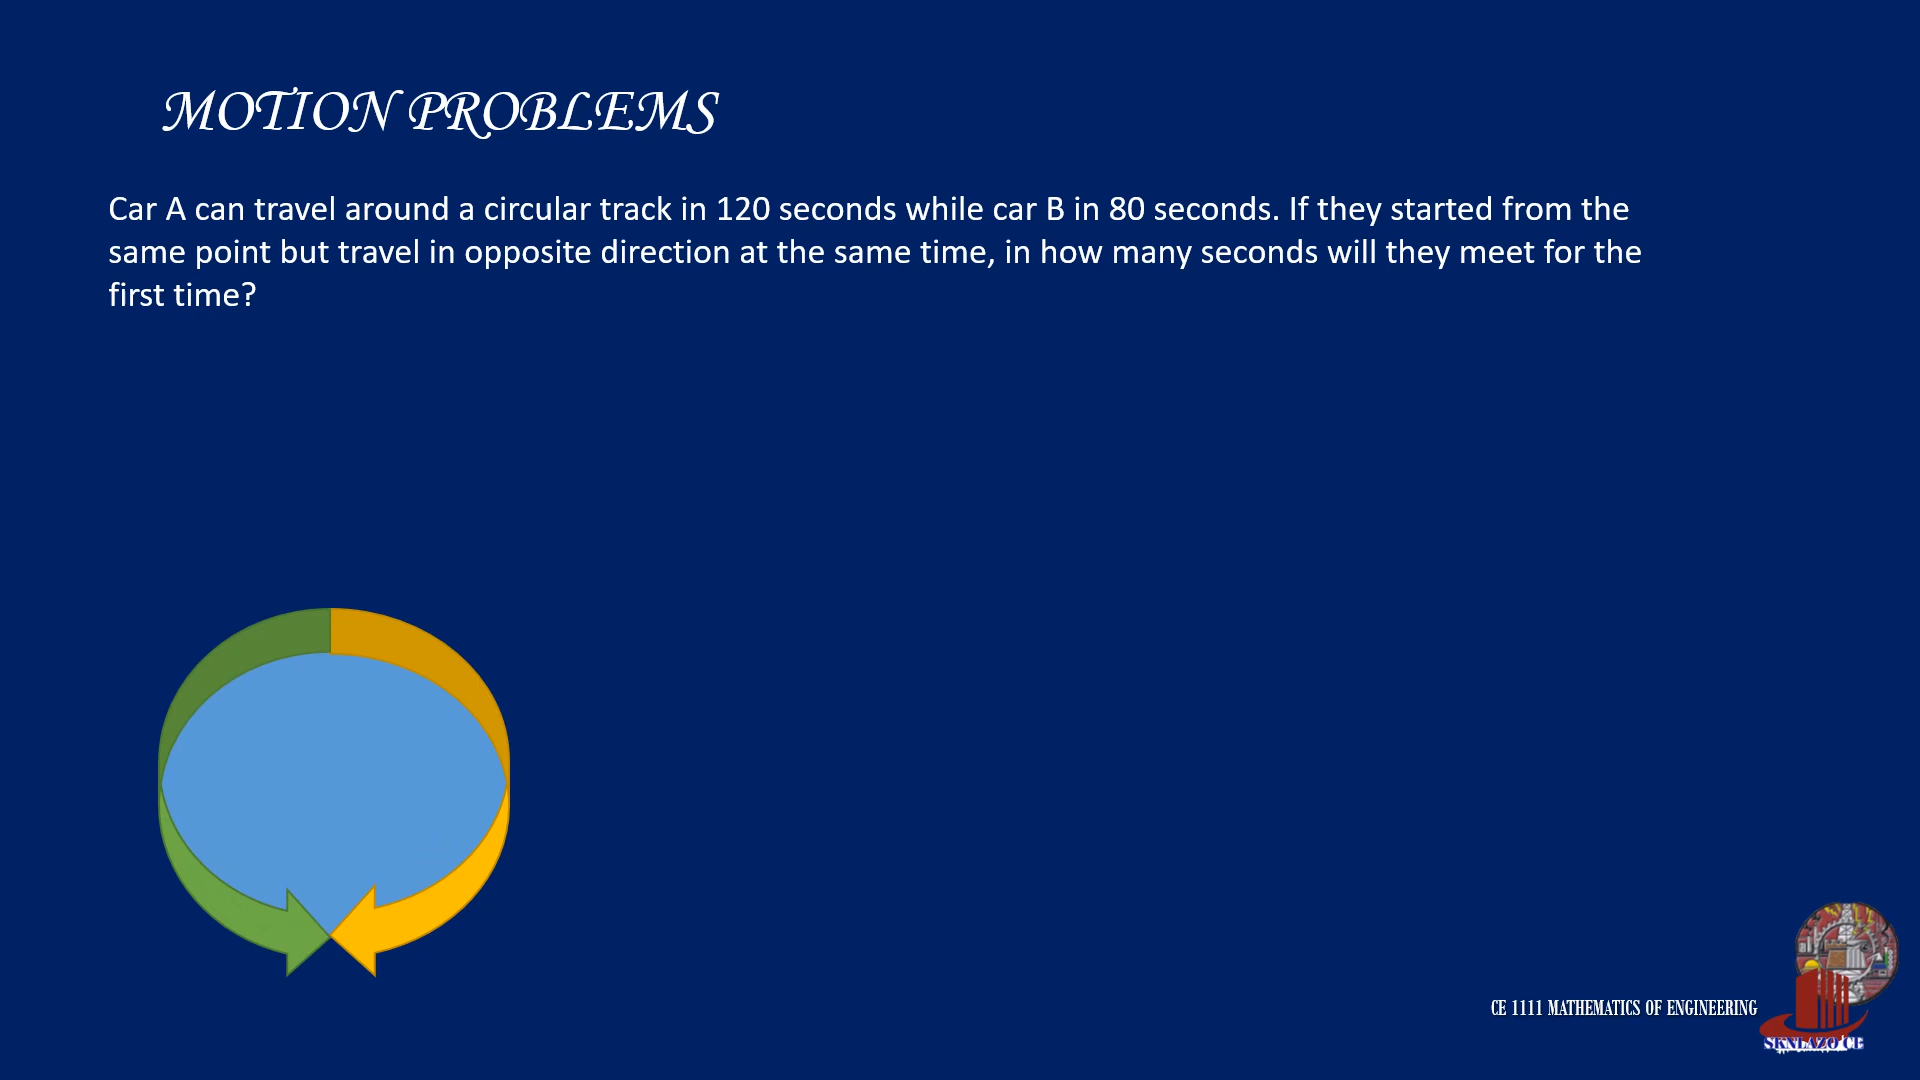 MOTION PROBLEMS
Car A can travel around a circular track in 120 seconds while car B in 80 seconds. If they started from the
same point but travel in opposite direction at the same time, in how many seconds will they meet for the
first time?
CE 1111 MATHEMATICS OF ENGINEERING
SKNLAZO CE